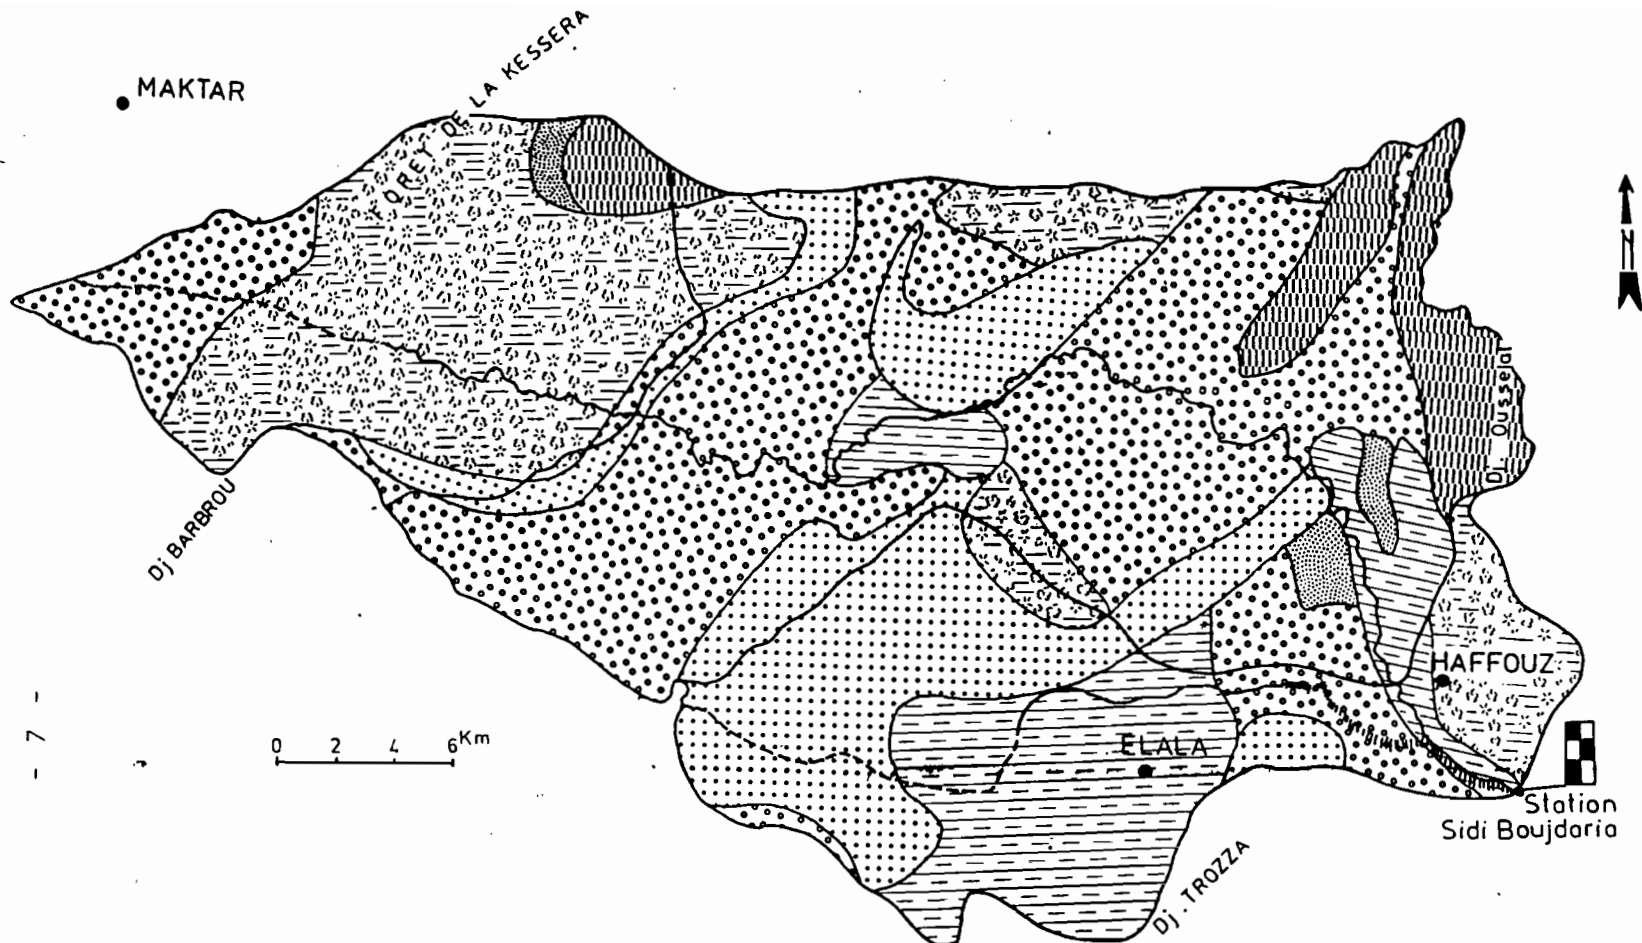 MAKTAR
FORET DE LA KESSERA
N
Dj BARBROU
Dj. Ousselat
HAFFOUZ
- 7 -
0 2 4 6 Km
ELALA
Station
Sidi Boujdaria
Dj. TROZZA